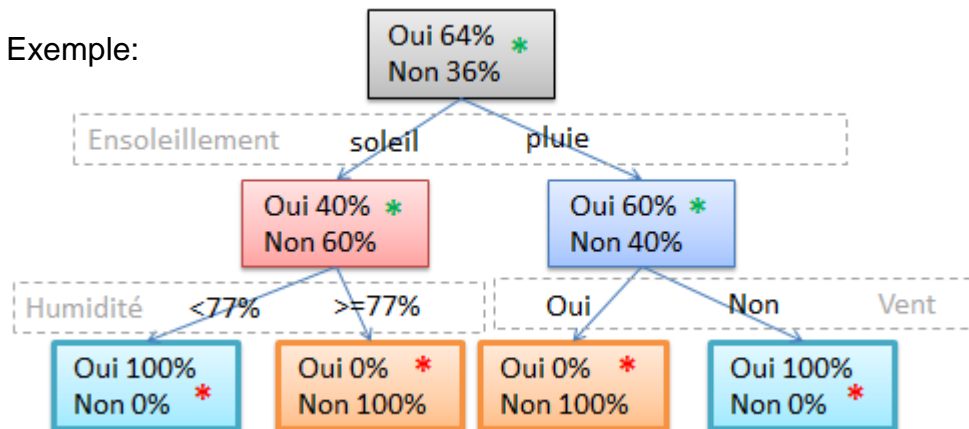 Exemple:
Oui 64% *
Non 36%
Ensoleillement soleil pluie
Oui 40% *
Non 60%
Oui 60% *
Non 40%
Humidité <77% >=77%
Oui Non Vent
Oui 100%
Non 0% *
Oui 0% *
Non 100%
Oui 0% *
Non 100%
Oui 100%
Non 0% *